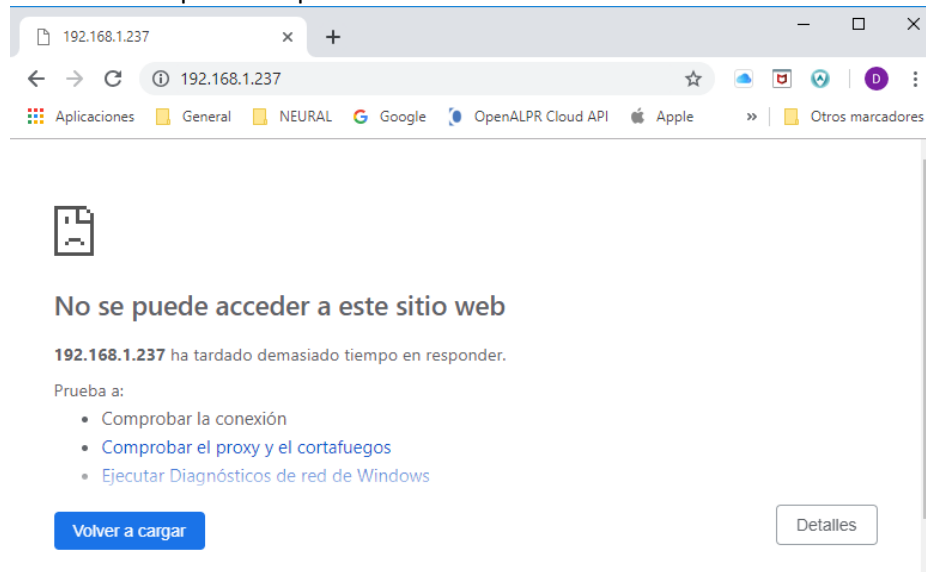 192.168.1.237
192.168.1.237
D
Aplicaciones General NEURAL G Google OpenALPR Cloud API Apple » Otros marcadores
No se puede acceder a este sitio web
192.168.1.237 ha tardado demasiado tiempo en responder.
Prueba a:
• Comprobar la conexión
• Comprobar el proxy y el cortafuegos
• Ejecutar Diagnósticos de red de Windows
Volver a cargar Detalles